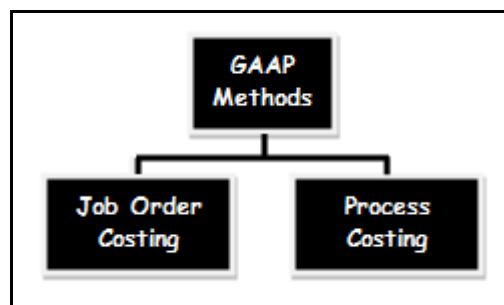 GAAP
Methods
Job Order
Costing
Process
Costing